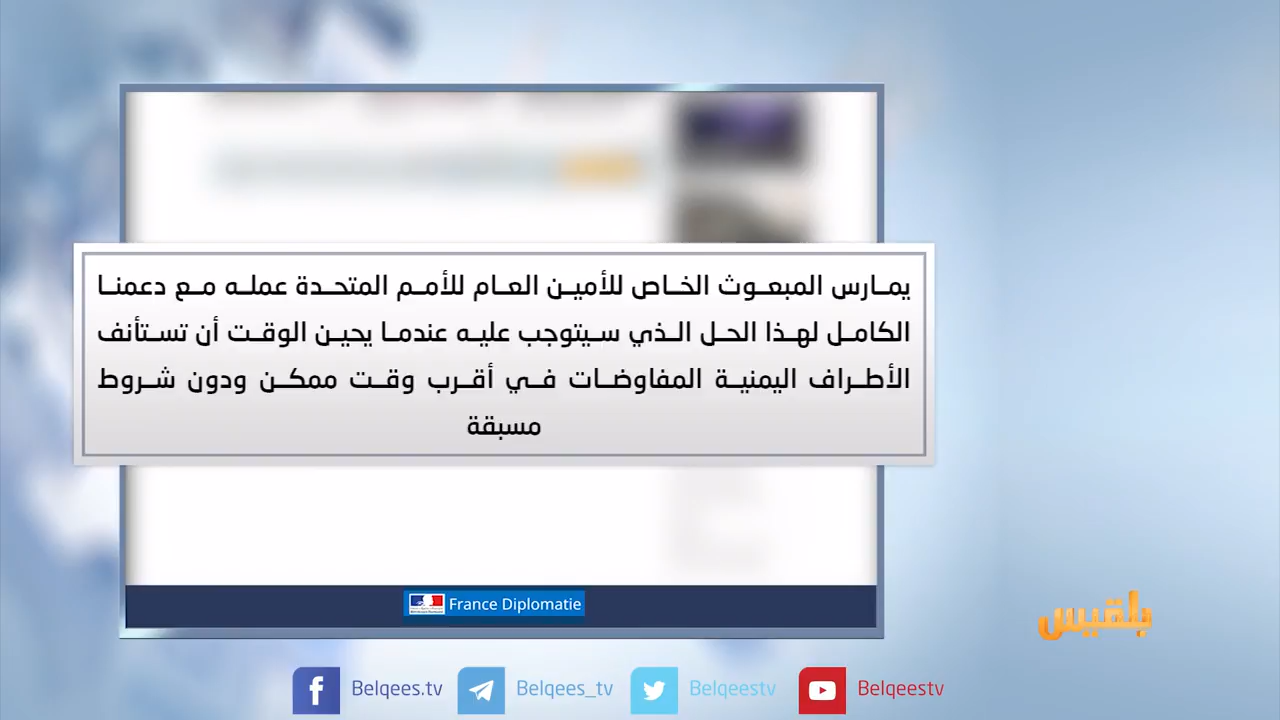 يمارس المبعوث الخاص للأمين العام للأمم المتحدة عمله مع دعمنا
الكامل لهذا الحل الذي سيتوجب عليه عندما يحين الوقت أن تستأنف
الأطراف اليمنية المفاوضات في أقرب وقت ممكن ودون شروط
مسبقة
France Diplomatie
بلقيس
Belqees.tv
Belqees_tv
Belqeestv
Belqeestv